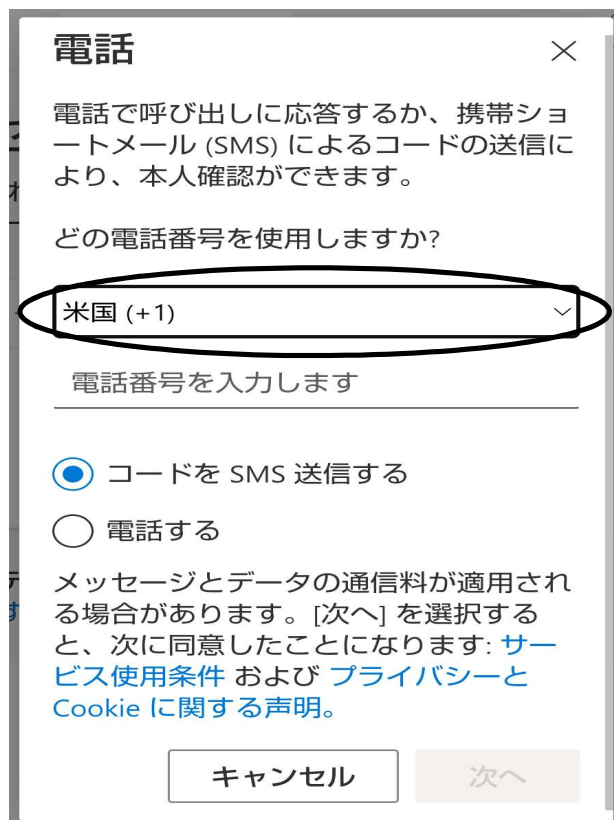 電話
電話で呼び出しに応答するか、携帯ショ
ートメール (SMS) によるコードの送信に
より、本人確認ができます。
どの電話番号を使用しますか?
米国 (+1)
電話番号を入力します
コードを SMS 送信する
電話する
メッセージとデータの通信料が適用され
る場合があります。[次へ] を選択する
と、次に同意したことになります: サー
ビス使用条件 および プライバシーと
Cookie に関する声明。
キャンセル
次へ